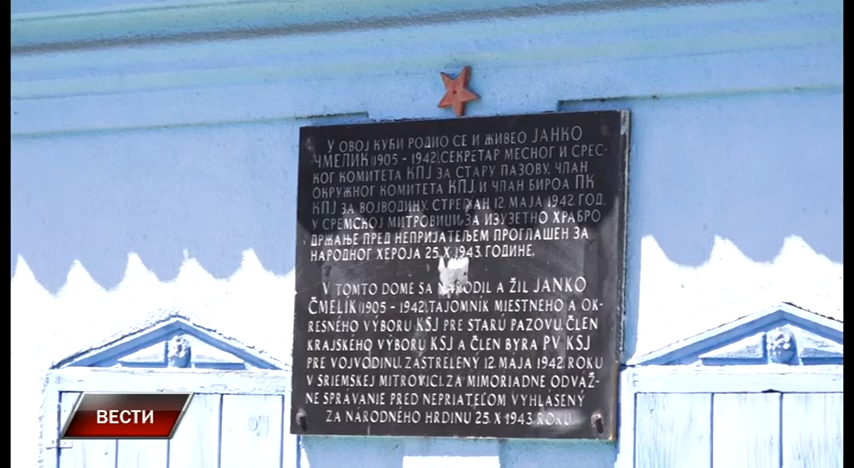 У ОВОЈ КУЋИ РОДИО СЕ И ЖИВЕО ЈАНКО
ЧМЕЛИК (1905 - 1942), СЕКРЕТАР МЕСНОГ И СРЕС-
КОГ КОМИТЕТА КПЈ ЗА СТАРУ ПАЗОВУ, ЧЛАН
ОКРУЖНОГ КОМИТЕТА КПЈ, И ЧЛАН БИРОА ПК
КПЈ ЗА ВОЈВОДИНУ, СТРЕЉАН 12. МАЈА 1942. ГОД.
У СРЕМСКОЈ МИТРОВИЦИ. ЗА ИЗУЗЕТНО ХРАБРО
ДРЖАЊЕ ПРЕД НЕПРИЈАТЕЉЕМ ПРОГЛАШЕН ЗА
НАРОДНОГ ХЕРОЈА 25.X.1943. ГОДИНЕ.
V TOMTO DOME SA NARODIL A ŽIL JANKO
ČMELIK (1905 - 1942), TAJOMNÍK MIESTNEHO A OK-
RESNÉHO VÝBORU KSJ PRE STARÚ PAZOVU, ČLEN
KRAJSKÉHO VÝBORU KSJ A ČLEN BYRA PV KSJ
PRE VOJVODINU. ZASTRELENÝ 12. MÁJA 1942. ROKU
V SRIEMSKEJ MITROVICI. ZA MIMORIADNE ODVÁŽ-
NE SPRÁVANIE PRED NEPRIATEĽOM VYHLÁSENÝ
ZA NÁRODNÉHO HRDINU 25.X.1943. ROKU.
ВЕСТИ